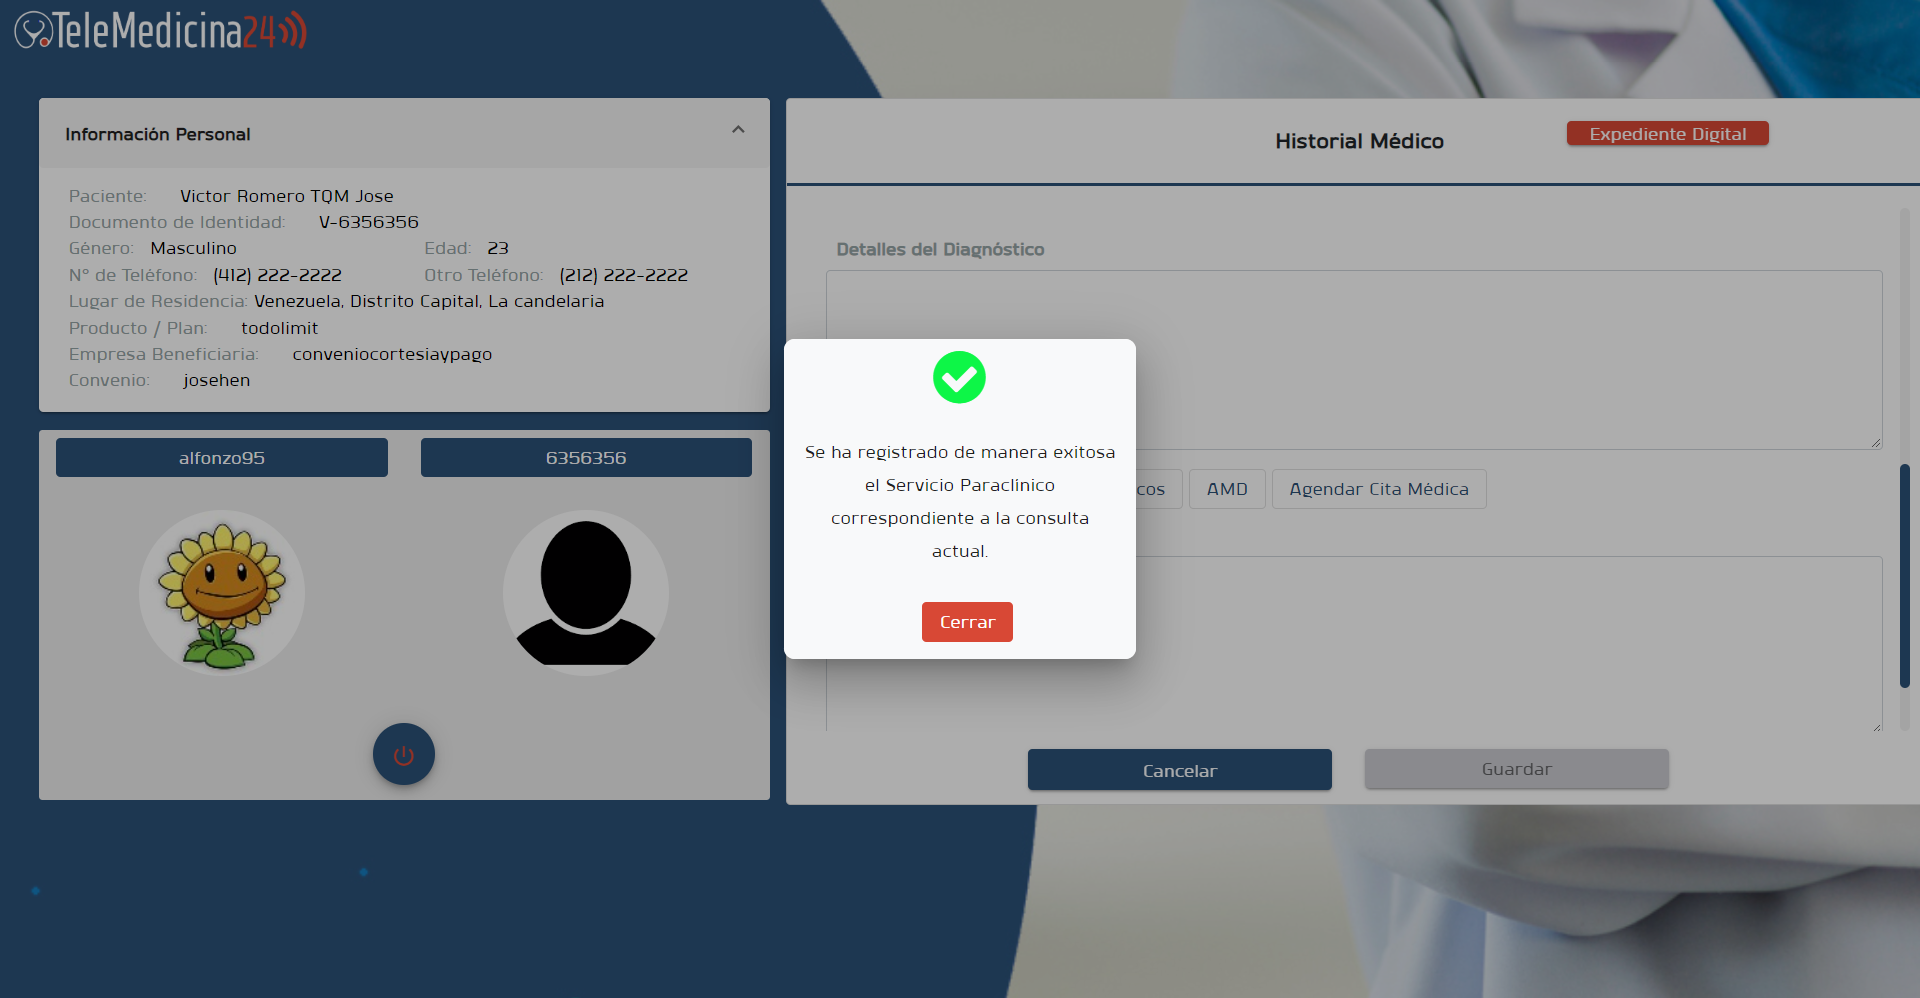 TeleMedicina24
Información Personal
Paciente: Victor Romero TQM Jose
Documento de Identidad: V-6356356
Género: Masculino Edad: 23
N° de Teléfono: (412) 222-2222 Otro Teléfono: (212) 222-2222
Lugar de Residencia: Venezuela, Distrito Capital, La candelaria
Producto / Plan: todolimit
Empresa Beneficiaria: conveniocortesiaypago
Convenio: josehen
alfonzo95 6356356
Historial Médico
Expediente Digital
Detalles del Diagnóstico
cos AMD Agendar Cita Médica
Cancelar Guardar
Se ha registrado de manera exitosa
el Servicio Paraclínico
correspondiente a la consulta
actual.
Cerrar